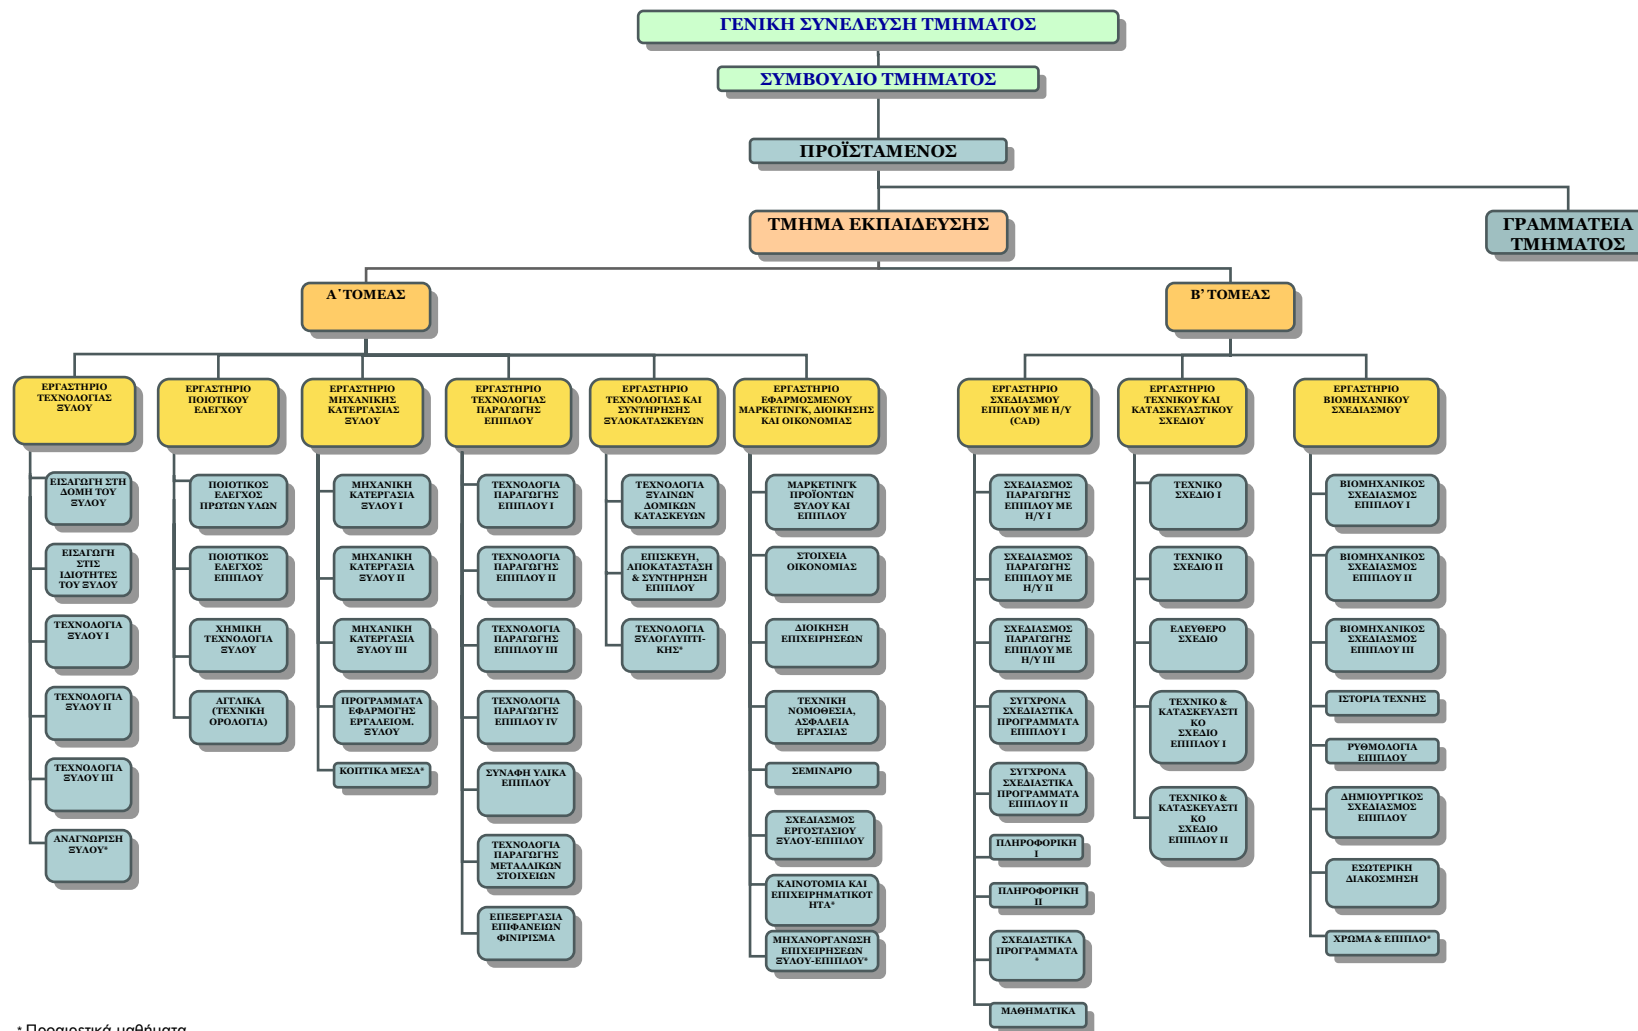 ΓΕΝΙΚΗ ΣΥΝΕΛΕΥΣΗ ΤΜΗΜΑΤΟΣ
ΣΥΜΒΟΥΛΙΟ ΤΜΗΜΑΤΟΣ
ΠΡΟΪΣΤΑΜΕΝΟΣ
ΤΜΗΜΑ ΕΚΠΑΙΔΕΥΣΗΣ
ΓΡΑΜΜΑΤΕΙΑ
ΤΜΗΜΑΤΟΣ
Α΄ΤΟΜΕΑΣ
Β' ΤΟΜΕΑΣ
ΕΡΓΑΣΤΗΡΙΟ
ΤΕΧΝΟΛΟΓΙΑΣ
ΞΥΛΟΥ
ΕΙΣΑΓΩΓΗ ΣΤΗ
ΔΟΜΗ ΤΟΥ
ΞΥΛΟΥ
ΕΙΣΑΓΩΓΗ
ΣΤΙΣ
ΙΔΙΟΤΗΤΕΣ
ΤΟΥ ΞΥΛΟΥ
ΤΕΧΝΟΛΟΓΙΑ
ΞΥΛΟΥ Ι
ΤΕΧΝΟΛΟΓΙΑ
ΞΥΛΟΥ ΙΙ
ΤΕΧΝΟΛΟΓΙΑ
ΞΥΛΟΥ ΙΙΙ
ΑΝΑΓΝΩΡΙΣΗ
ΞΥΛΟΥ*
ΕΡΓΑΣΤΗΡΙΟ
ΠΟΙΟΤΙΚΟΥ
ΕΛΕΓΧΟΥ
ΠΟΙΟΤΙΚΟΣ
ΕΛΕΓΧΟΣ
ΠΡΩΤΩΝ ΥΛΩΝ
ΠΟΙΟΤΙΚΟΣ
ΕΛΕΓΧΟΣ
ΕΠΙΠΛΟΥ
ΧΗΜΙΚΗ
ΤΕΧΝΟΛΟΓΙΑ
ΞΥΛΟΥ
ΑΓΓΛΙΚΑ
(ΤΕΧΝΙΚΗ
ΟΡΟΛΟΓΙΑ)
ΕΡΓΑΣΤΗΡΙΟ
ΜΗΧΑΝΙΚΗΣ
ΚΑΤΕΡΓΑΣΙΑΣ
ΞΥΛΟΥ
ΜΗΧΑΝΙΚΗ
ΚΑΤΕΡΓΑΣΙΑ
ΞΥΛΟΥ Ι
ΜΗΧΑΝΙΚΗ
ΚΑΤΕΡΓΑΣΙΑ
ΞΥΛΟΥ ΙΙ
ΜΗΧΑΝΙΚΗ
ΚΑΤΕΡΓΑΣΙΑ
ΞΥΛΟΥ ΙΙΙ
ΠΡΟΓΡΑΜΜΑΤΑ
ΕΦΑΡΜΟΓΗΣ
ΕΡΓΑΛΕΙΟΜ.
ΞΥΛΟΥ
ΚΟΠΤΙΚΑ ΜΕΣΑ*
ΕΡΓΑΣΤΗΡΙΟ
ΤΕΧΝΟΛΟΓΙΑΣ
ΠΑΡΑΓΩΓΗΣ
ΕΠΙΠΛΟΥ
ΤΕΧΝΟΛΟΓΙΑ
ΠΑΡΑΓΩΓΗΣ
ΕΠΙΠΛΟΥ Ι
ΤΕΧΝΟΛΟΓΙΑ
ΠΑΡΑΓΩΓΗΣ
ΕΠΙΠΛΟΥ ΙΙ
ΤΕΧΝΟΛΟΓΙΑ
ΠΑΡΑΓΩΓΗΣ
ΕΠΙΠΛΟΥ ΙΙΙ
ΤΕΧΝΟΛΟΓΙΑ
ΠΑΡΑΓΩΓΗΣ
ΕΠΙΠΛΟΥ IV
ΣΥΝΑΦΗ ΥΛΙΚΑ
ΕΠΙΠΛΟΥ
ΤΕΧΝΟΛΟΓΙΑ
ΠΑΡΑΓΩΓΗΣ
ΜΕΤΑΛΛΙΚΩΝ
ΣΤΟΙΧΕΙΩΝ
ΕΠΕΞΕΡΓΑΣΙΑ
ΕΠΙΦΑΝΕΙΩΝ
ΦΙΝΙΡΙΣΜΑ
ΕΡΓΑΣΤΗΡΙΟ
ΤΕΧΝΟΛΟΓΙΑΣ ΚΑΙ
ΣΥΝΤΗΡΗΣΗΣ
ΞΥΛΟΚΑΤΑΣΚΕΥΩΝ
ΤΕΧΝΟΛΟΓΙΑ
ΞΥΛΙΝΩΝ
ΔΟΜΙΚΩΝ
ΚΑΤΑΣΚΕΥΩΝ
ΕΠΙΣΚΕΥΗ,
ΑΠΟΚΑΤΑΣΤΑΣΗ
& ΣΥΝΤΗΡΗΣΗ
ΕΠΙΠΛΟΥ
ΤΕΧΝΟΛΟΓΙΑ
ΞΥΛΟΓΛΥΠΤΙ-
ΚΗΣ*
ΕΡΓΑΣΤΗΡΙΟ
ΕΦΑΡΜΟΣΜΕΝΟΥ
ΜΑΡΚΕΤΙΝΓΚ, ΔΙΟΙΚΗΣΗΣ
ΚΑΙ ΟΙΚΟΝΟΜΙΑΣ
ΜΑΡΚΕΤΙΝΓΚ
ΠΡΟΪΟΝΤΩΝ
ΞΥΛΟΥ ΚΑΙ
ΕΠΙΠΛΟΥ
ΣΤΟΙΧΕΙΑ
ΟΙΚΟΝΟΜΙΑΣ
ΔΙΟΙΚΗΣΗ
ΕΠΙΧΕΙΡΗΣΕΩΝ
ΤΕΧΝΙΚΗ
ΝΟΜΟΘΕΣΙΑ,
ΑΣΦΑΛΕΙΑ
ΕΡΓΑΣΙΑΣ
ΣΕΜΙΝΑΡΙΟ
ΣΧΕΔΙΑΣΜΟΣ
ΕΡΓΟΣΤΑΣΙΟΥ
ΞΥΛΟΥ-ΕΠΙΠΛΟΥ
ΚΑΙΝΟΤΟΜΙΑ ΚΑΙ
ΕΠΙΧΕΙΡΗΜΑΤΙΚΟΤ
ΗΤΑ*
ΜΗΧΑΝΟΡΓΑΝΩΣΗ
ΕΠΙΧΕΙΡΗΣΕΩΝ
ΞΥΛΟΥ-ΕΠΙΠΛΟΥ*
ΕΡΓΑΣΤΗΡΙΟ
ΣΧΕΔΙΑΣΜΟΥ
ΕΠΙΠΛΟΥ ΜΕ Η/Υ
(CAD)
ΣΧΕΔΙΑΣΜΟΣ
ΠΑΡΑΓΩΓΗΣ
ΕΠΙΠΛΟΥ ΜΕ
Η/Υ Ι
ΣΧΕΔΙΑΣΜΟΣ
ΠΑΡΑΓΩΓΗΣ
ΕΠΙΠΛΟΥ ΜΕ
Η/Υ ΙΙ
ΣΧΕΔΙΑΣΜΟΣ
ΠΑΡΑΓΩΓΗΣ
ΕΠΙΠΛΟΥ ΜΕ
Η/Υ ΙΙΙ
ΣΥΓΧΡΟΝΑ
ΣΧΕΔΙΑΣΤΙΚΑ
ΠΡΟΓΡΑΜΜΑΤΑ
ΕΠΙΠΛΟΥ Ι
ΣΥΓΧΡΟΝΑ
ΣΧΕΔΙΑΣΤΙΚΑ
ΠΡΟΓΡΑΜΜΑΤΑ
ΕΠΙΠΛΟΥ ΙΙ
ΠΛΗΡΟΦΟΡΙΚΗ
Ι
ΠΛΗΡΟΦΟΡΙΚΗ
ΙΙ
ΣΧΕΔΙΑΣΤΙΚΑ
ΠΡΟΓΡΑΜΜΑΤΑ
*
ΜΑΘΗΜΑΤΙΚΑ
ΕΡΓΑΣΤΗΡΙΟ
ΤΕΧΝΙΚΟΥ ΚΑΙ
ΚΑΤΑΣΚΕΥΑΣΤΙΚΟΥ
ΣΧΕΔΙΟΥ
ΤΕΧΝΙΚΟ
ΣΧΕΔΙΟ Ι
ΤΕΧΝΙΚΟ
ΣΧΕΔΙΟ ΙΙ
ΕΛΕΥΘΕΡΟ
ΣΧΕΔΙΟ
ΤΕΧΝΙΚΟ &
ΚΑΤΑΣΚΕΥΑΣΤΙ
ΚΟ
ΣΧΕΔΙΟ
ΕΠΙΠΛΟΥ Ι
ΤΕΧΝΙΚΟ &
ΚΑΤΑΣΚΕΥΑΣΤΙ
ΚΟ
ΣΧΕΔΙΟ
ΕΠΙΠΛΟΥ ΙΙ
ΕΡΓΑΣΤΗΡΙΟ
ΒΙΟΜΗΧΑΝΙΚΟΥ
ΣΧΕΔΙΑΣΜΟΥ
ΒΙΟΜΗΧΑΝΙΚΟΣ
ΣΧΕΔΙΑΣΜΟΣ
ΕΠΙΠΛΟΥ Ι
ΒΙΟΜΗΧΑΝΙΚΟΣ
ΣΧΕΔΙΑΣΜΟΣ
ΕΠΙΠΛΟΥ ΙΙ
ΒΙΟΜΗΧΑΝΙΚΟΣ
ΣΧΕΔΙΑΣΜΟΣ
ΕΠΙΠΛΟΥ ΙΙΙ
ΙΣΤΟΡΙΑ ΤΕΧΝΗΣ
ΡΥΘΜΟΛΟΓΙΑ
ΕΠΙΠΛΟΥ
ΔΗΜΙΟΥΡΓΙΚΟΣ
ΣΧΕΔΙΑΣΜΟΣ
ΕΠΙΠΛΟΥ
ΕΣΩΤΕΡΙΚΗ
ΔΙΑΚΟΣΜΗΣΗ
ΧΡΩΜΑ & ΕΠΙΠΛΟ*
* Προαιρετικά μαθήματα